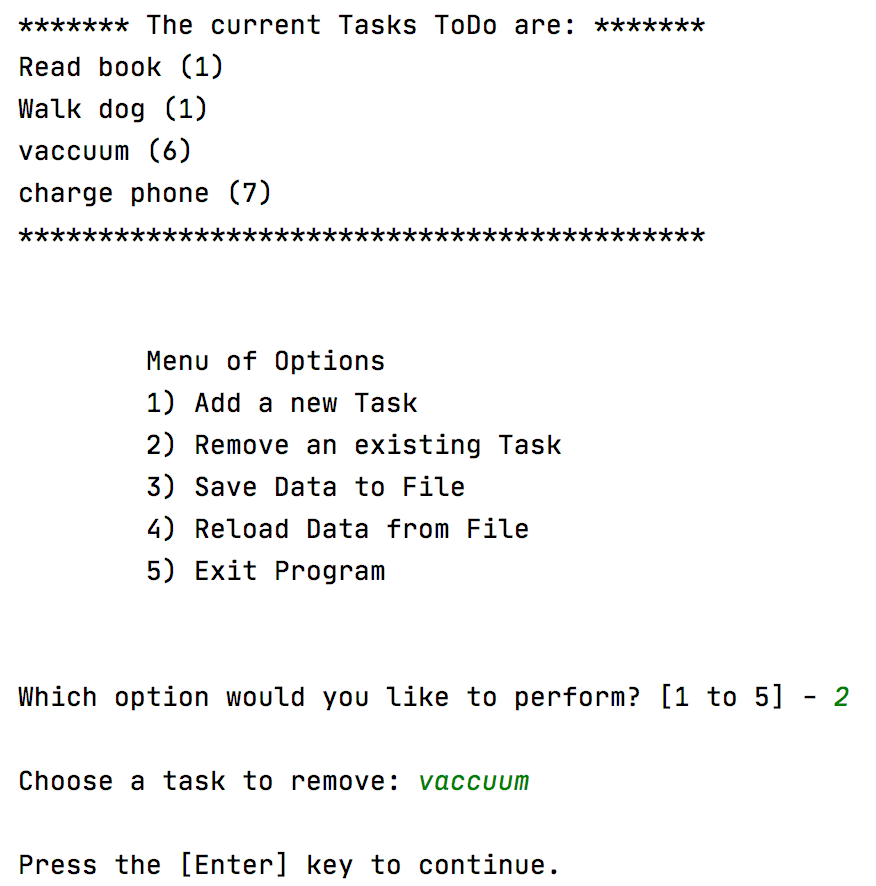 ******* The current Tasks ToDo are: *******
Read book (1)
Walk dog (1)
vaccuum (6)
charge phone (7)
*******************************************
Menu of Options
1) Add a new Task
2) Remove an existing Task
3) Save Data to File
4) Reload Data from File
5) Exit Program
Which option would you like to perform? [1 to 5] - 2
Choose a task to remove: vaccuum
Press the [Enter] key to continue.